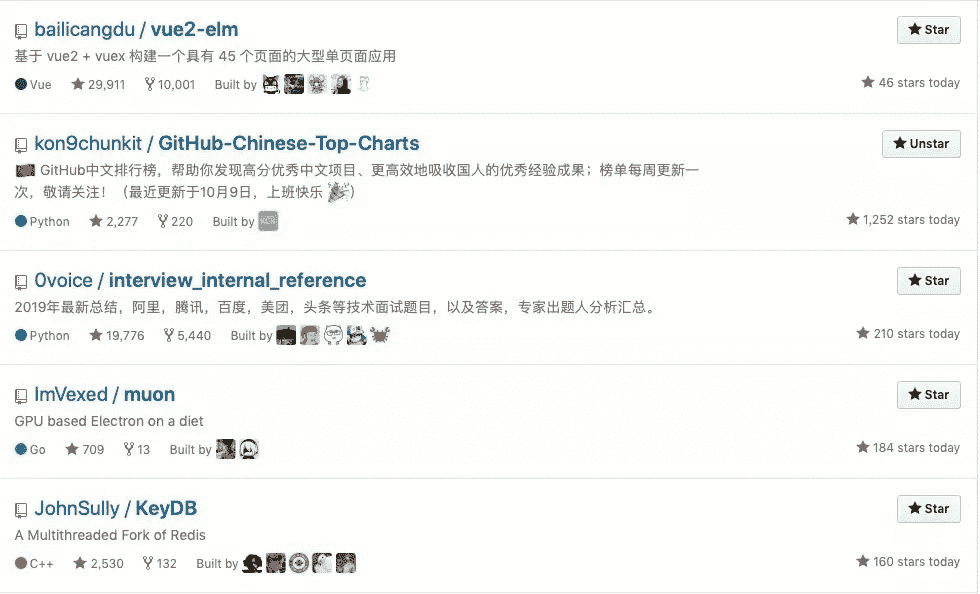 bailicangdu / vue2-elm
Star
基于 vue2 + vuex 构建一个具有 45 个页面的大型单页面应用
Vue 29,911 10,001 Built by
46 stars today
kon9chunkit / GitHub-Chinese-Top-Charts
Unstar
GitHub中文排行榜，帮助你发现高分优秀中文项目、更高效地吸收国人的优秀经验成果；榜单每周更新一
次，敬请关注！（最近更新于10月9日，上班快乐 ）
Python 2,277 220 Built by
1,252 stars today
0voice / interview_internal_reference
Star
2019年最新总结，阿里，腾讯，百度，美团，头条等技术面试题目，以及答案，专家出题人分析汇总。
Python 19,776 5,440 Built by
210 stars today
ImVexed / muon
Star
GPU based Electron on a diet
Go 709 13 Built by
184 stars today
JohnSully / KeyDB
Star
A Multithreaded Fork of Redis
C++ 2,530 132 Built by
160 stars today